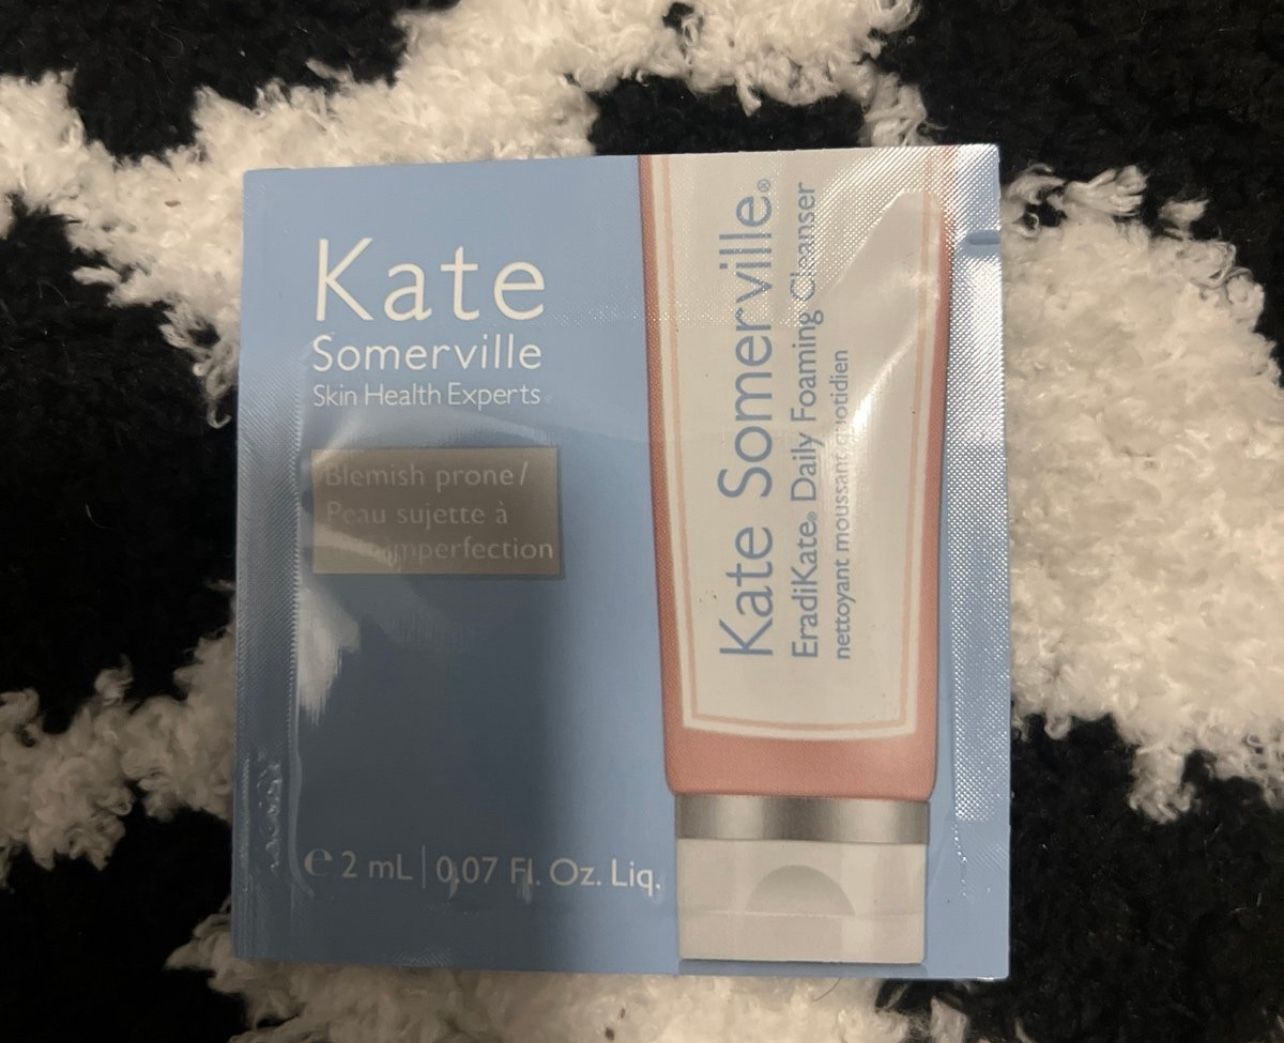 Kate
Somerville
Skin Health Experts
Blemish prone/
Peau sujette à
imperfection
℮ 2 mL | 0.07 Fl. Oz. Liq.
Kate Somerville®
EradiKate® Daily Foaming Cleanser
nettoyant moussant quotidien